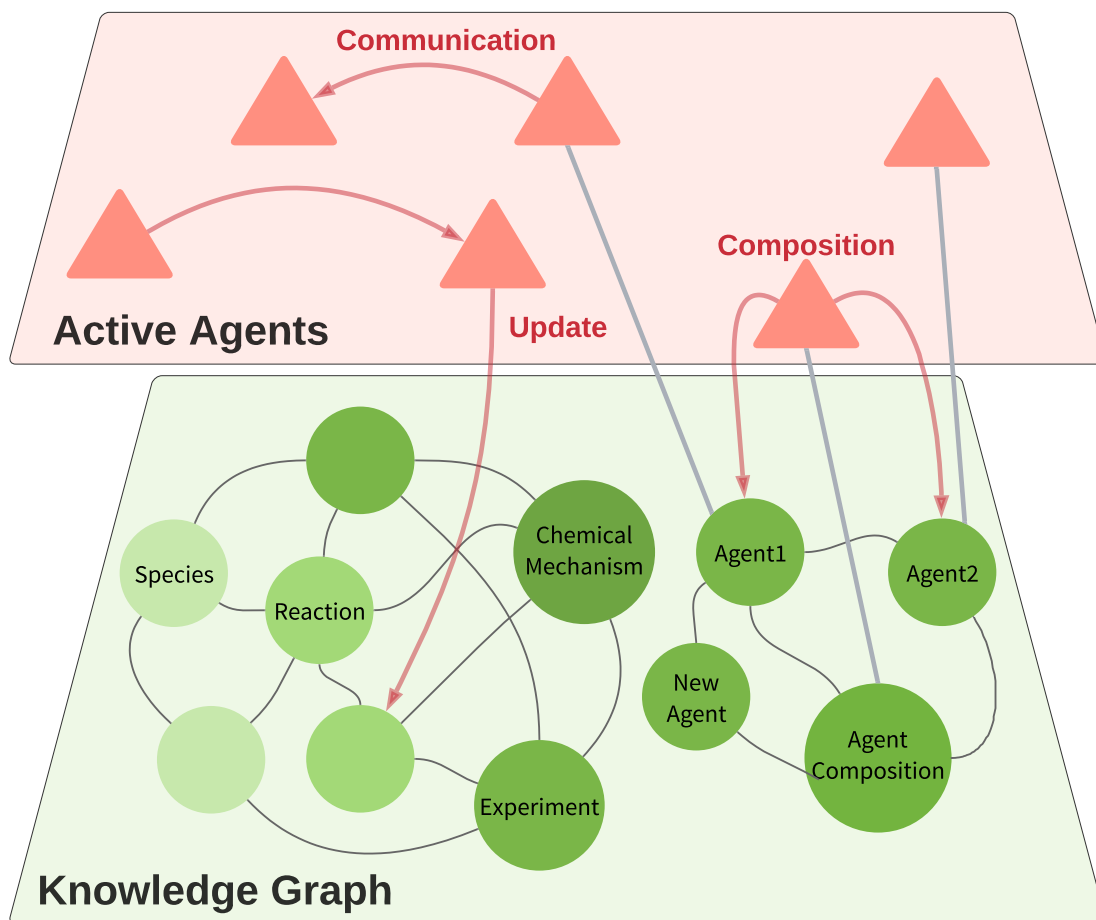 Communication
Composition
Update
Active Agents
Chemical
Mechanism
Species
Reaction
Agent1
Agent2
New
Agent
Agent
Composition
Experiment
Knowledge Graph